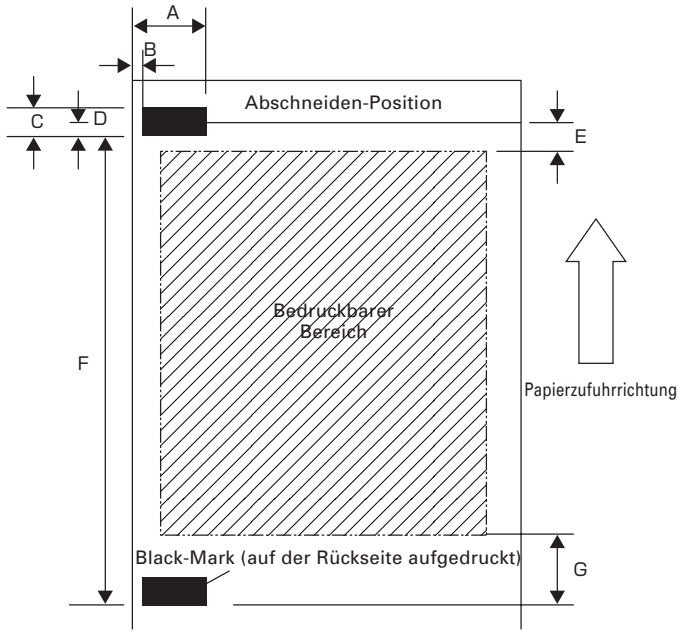 A
B
Abschneiden-Position
C
D
E
Bedruckbarer
Bereich
F
Papierzufuhrrichtung
Black-Mark (auf der Rückseite aufgedruckt)
G